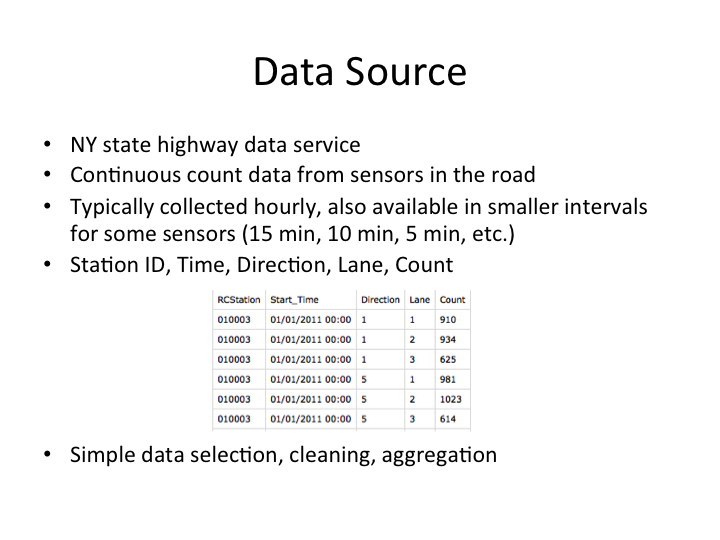 Data Source
• NY state highway data service
• Continuous count data from sensors in the road
• Typically collected hourly, also available in smaller intervals
for some sensors (15 min, 10 min, 5 min, etc.)
• Station ID, Time, Direction, Lane, Count
RCStation Start_Time Direction Lane Count
010003 01/01/2011 00:00 1 1 910
010003 01/01/2011 00:00 1 2 934
010003 01/01/2011 00:00 1 3 625
010003 01/01/2011 00:00 5 1 981
010003 01/01/2011 00:00 5 2 1023
010003 01/01/2011 00:00 5 3 614
• Simple data selection, cleaning, aggregation